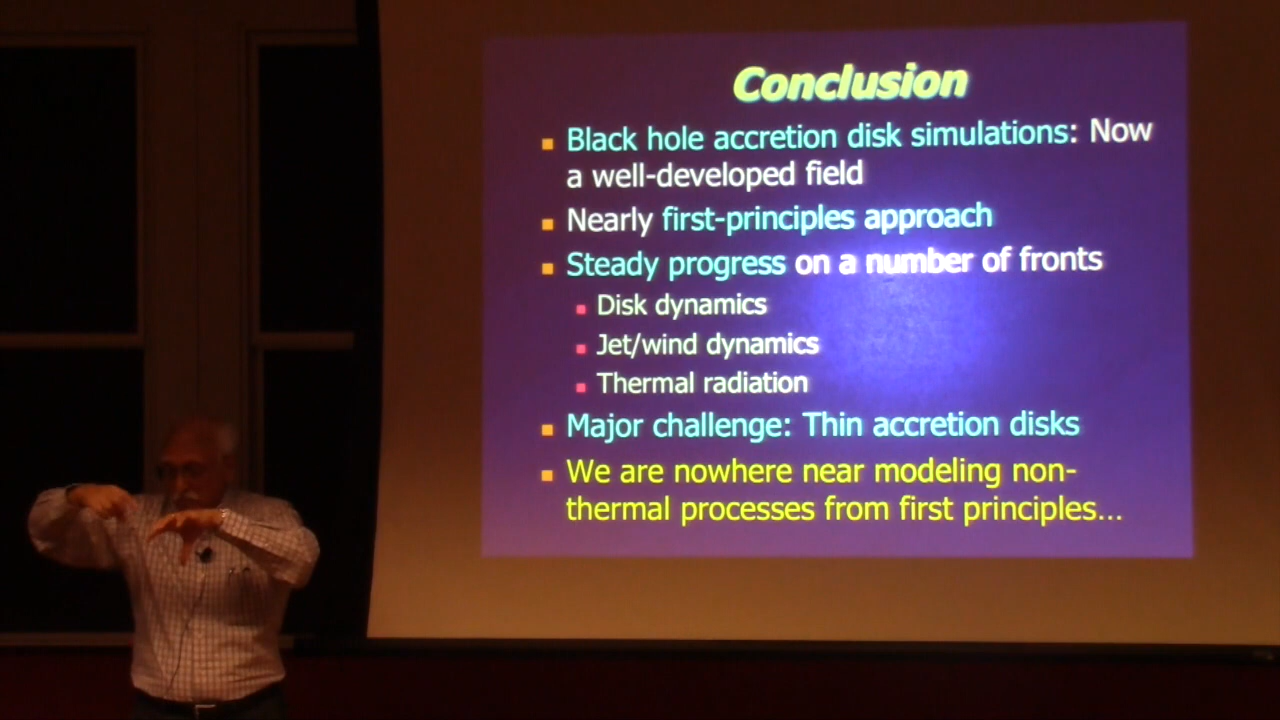 Conclusion
Black hole accretion disk simulations: Now
a well-developed field
Nearly first-principles approach
Steady progress on a number of fronts
Disk dynamics
Jet/wind dynamics
Thermal radiation
Major challenge: Thin accretion disks
We are nowhere near modeling non-
thermal processes from first principles...